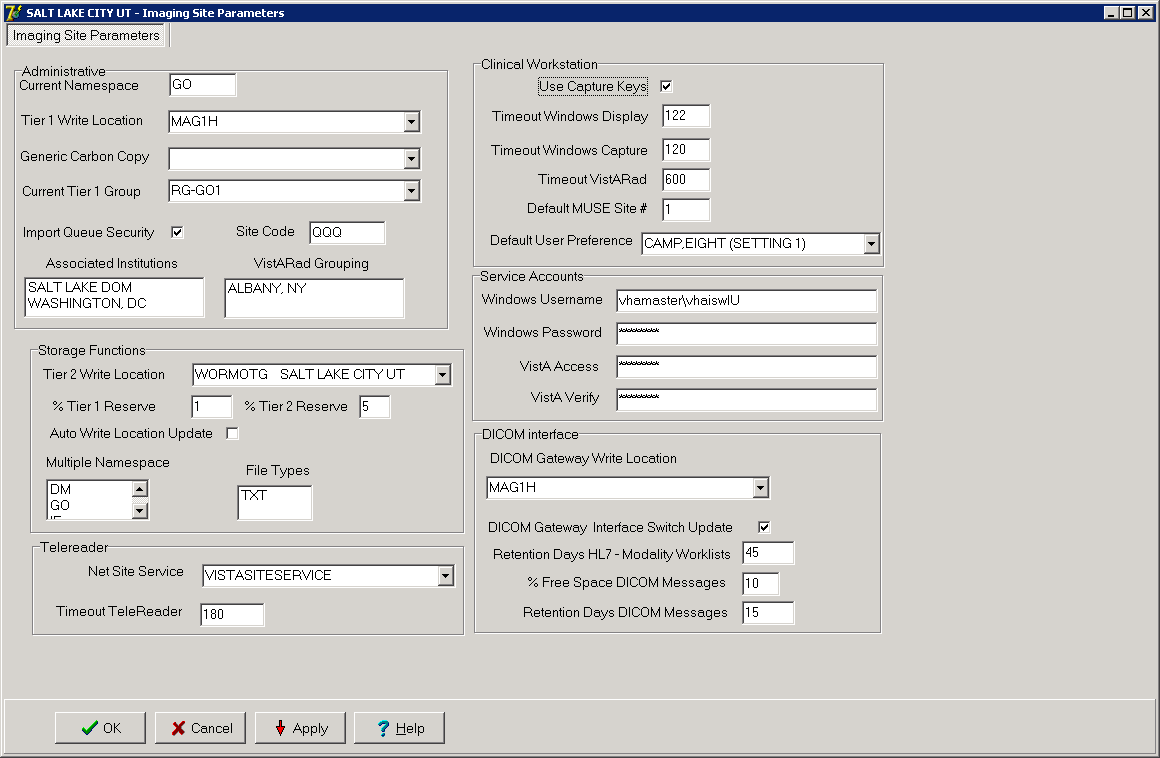 SALT LAKE CITY UT - Imaging Site Parameters
Imaging Site Parameters
Administrative
Current Namespace GO
Tier 1 Write Location MAG1H
Generic Carbon Copy
Current Tier 1 Group RG-GO1
Import Queue Security Site Code QQQ
Associated Institutions VistARad Grouping
SALT LAKE DOM ALBANY, NY
WASHINGTON, DC
Storage Functions
Tier 2 Write Location WORMOTG SALT LAKE CITY UT
% Tier 1 Reserve 1 % Tier 2 Reserve 5
Auto Write Location Update
Multiple Namespace File Types
DM TXT
GO
Telereader
Net Site Service VISTASITESERVICE
Timeout TeleReader 180
Clinical Workstation
Use Capture Keys
Timeout Windows Display 122
Timeout Windows Capture 120
Timeout VistARad 600
Default MUSE Site # 1
Default User Preference CAMP,EIGHT (SETTING 1)
Service Accounts
Windows Username vhamaster\vhaiswIU
Windows Password *********
VistA Access *********
VistA Verify *********
DICOM interface
DICOM Gateway Write Location
MAG1H
DICOM Gateway Interface Switch Update
Retention Days HL7 - Modality Worklists 45
% Free Space DICOM Messages 10
Retention Days DICOM Messages 15
OK Cancel Apply ? Help